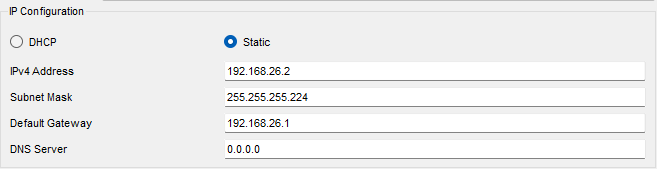 IP Configuration
DHCP Static
IPv4 Address 192.168.26.2
Subnet Mask 255.255.255.224
Default Gateway 192.168.26.1
DNS Server 0.0.0.0